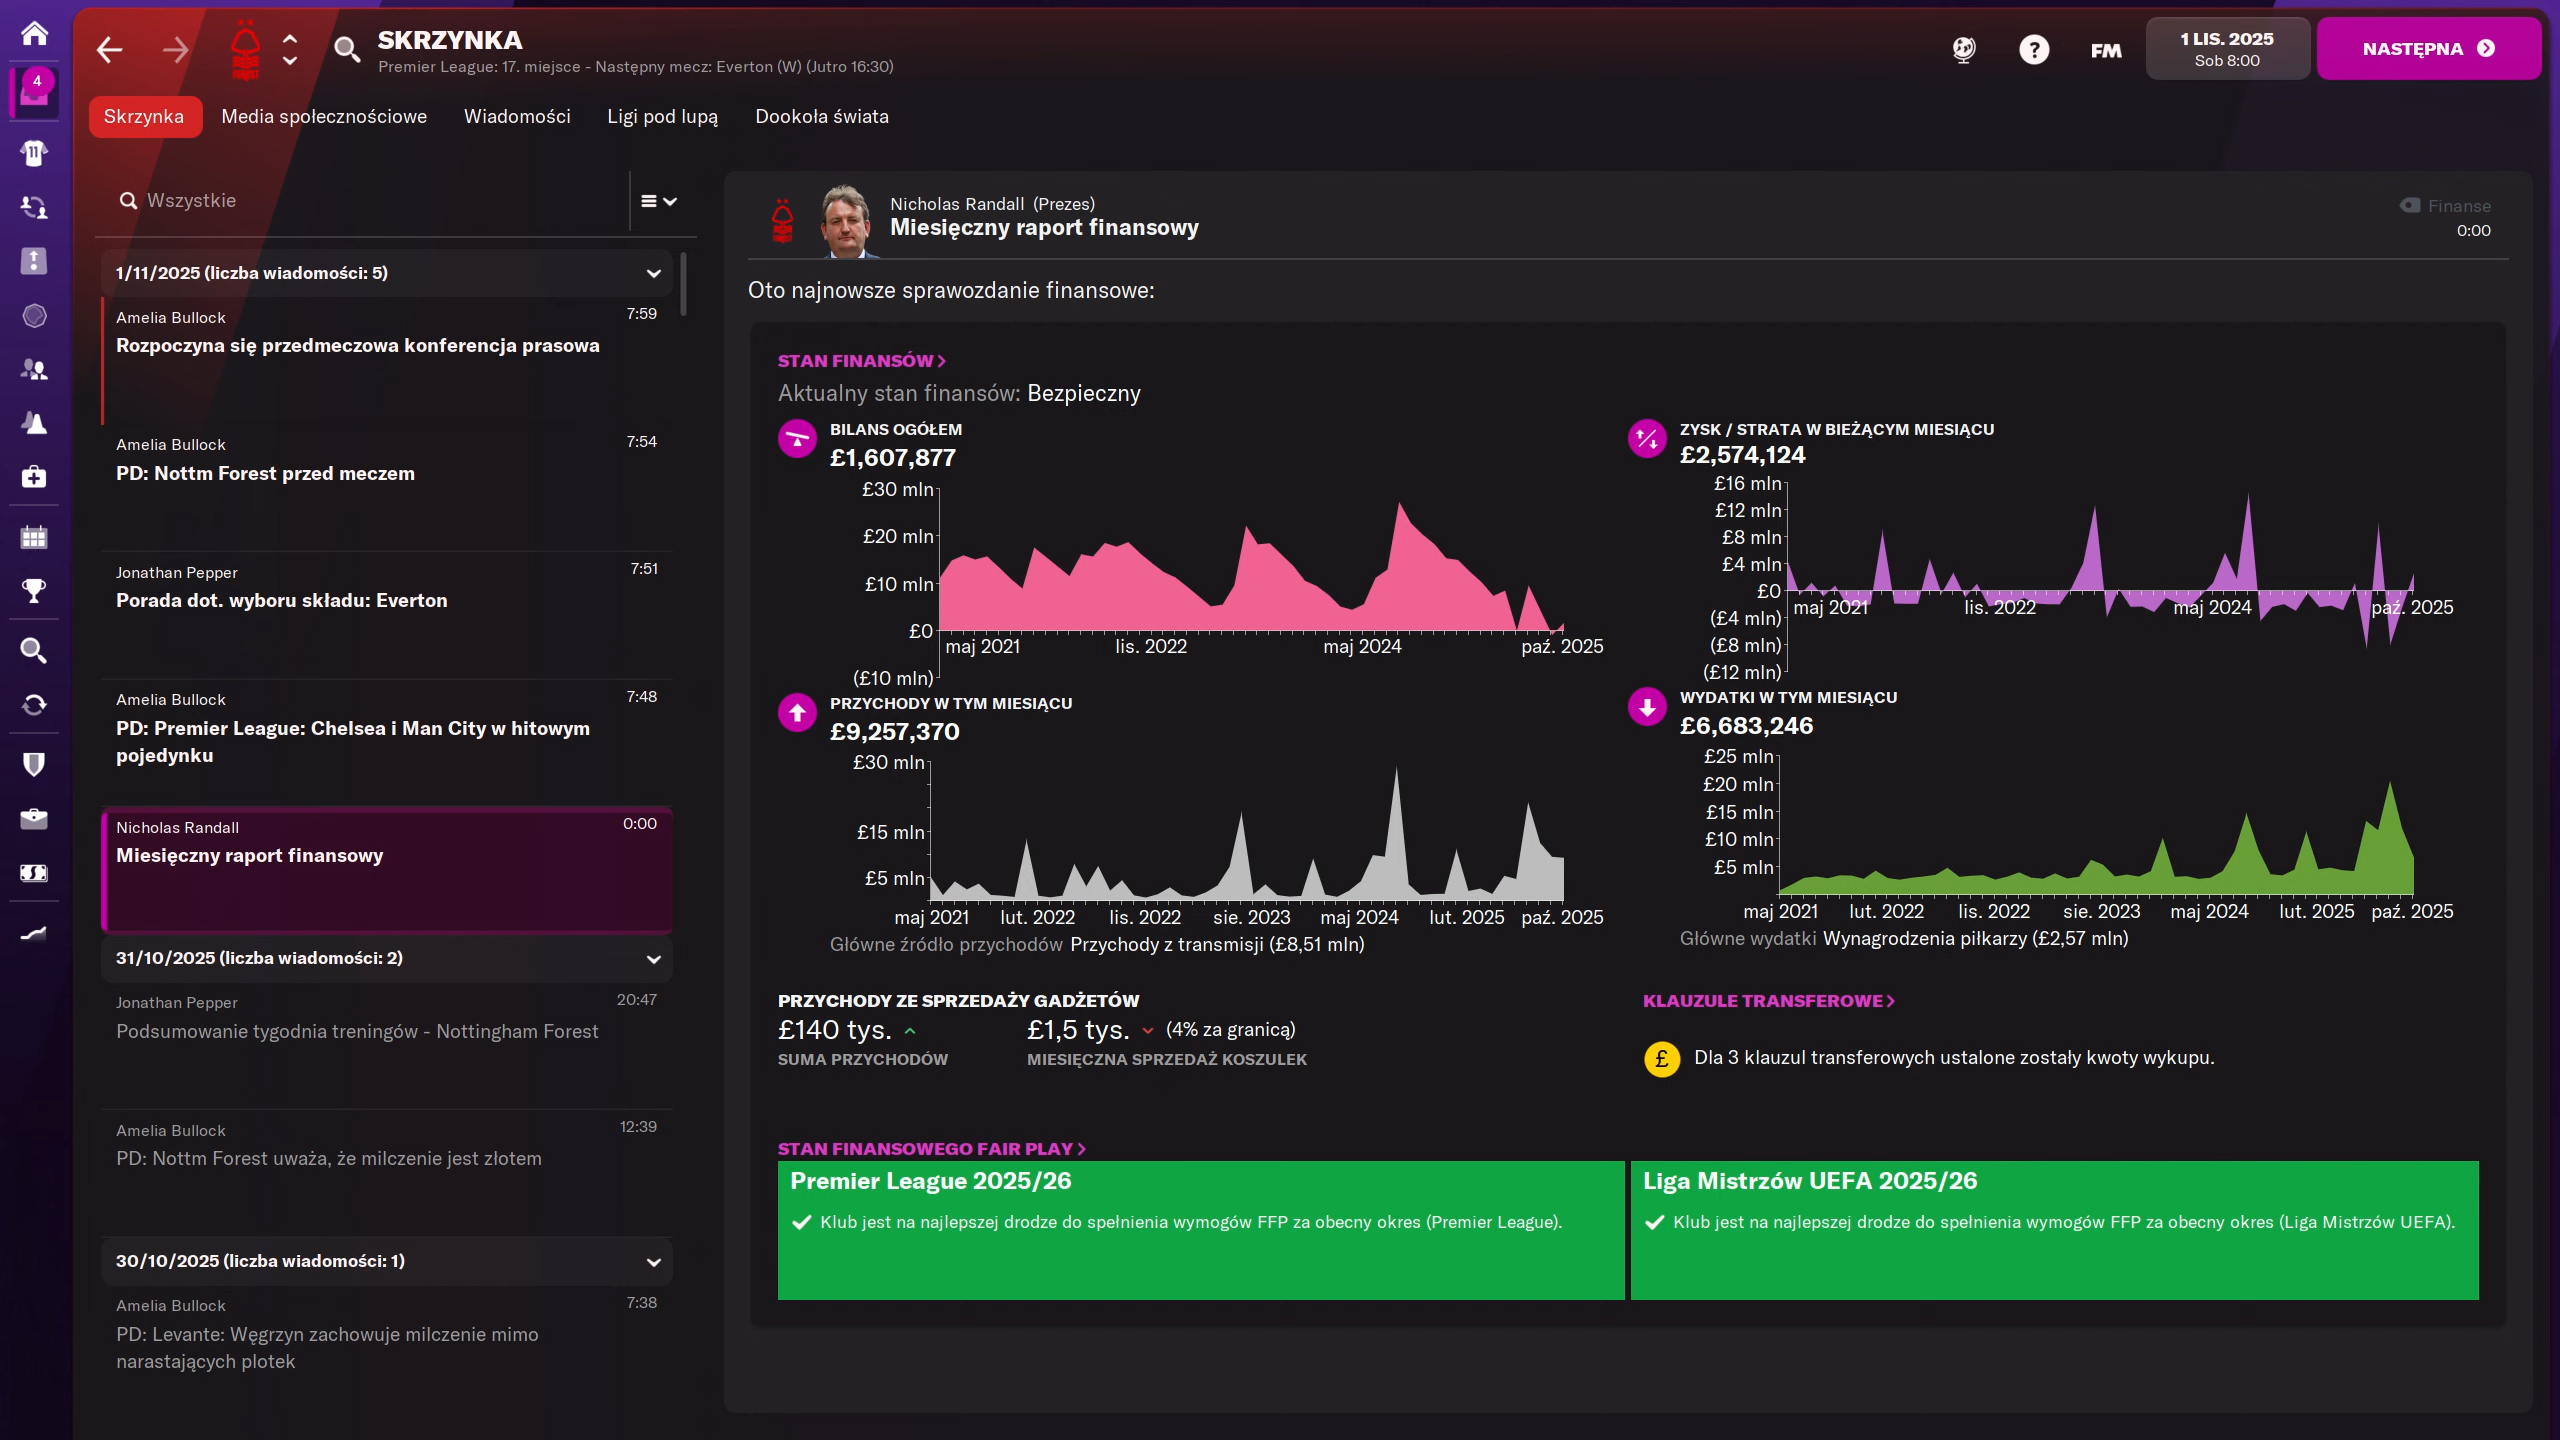 4
SKRZYNKA
Premier League: 17. miejsce - Następny mecz: Everton (W) (Jutro 16:30)
FM
1 LIS. 2025
Sob 8:00
NASTĘPNA
Skrzynka
Media społecznościowe
Wiadomości
Ligi pod lupą
Dookoła świata
11
Wszystkie
1/11/2025 (liczba wiadomości: 5)
Amelia Bullock
7:59
Rozpoczyna się przedmeczowa konferencja prasowa
Amelia Bullock
7:54
PD: Nottm Forest przed meczem
Jonathan Pepper
7:51
Porada dot. wyboru składu: Everton
Amelia Bullock
7:48
PD: Premier League: Chelsea i Man City w hitowym
pojedynku
Nicholas Randall
0:00
Miesięczny raport finansowy
31/10/2025 (liczba wiadomości: 2)
Jonathan Pepper
20:47
Podsumowanie tygodnia treningów - Nottingham Forest
Amelia Bullock
12:39
PD: Nottm Forest uważa, że milczenie jest złotem
30/10/2025 (liczba wiadomości: 1)
Amelia Bullock
7:38
PD: Levante: Węgrzyn zachowuje milczenie mimo
narastających plotek
Nicholas Randall (Prezes)
Miesięczny raport finansowy
Finanse
0:00
Oto najnowsze sprawozdanie finansowe:
STAN FINANSÓW
Aktualny stan finansów: Bezpieczny
BILANS OGÓŁEM
£1,607,877
£30 mln
£20 mln
£10 mln
£0
(£10 mln)
maj 2021
lis. 2022
maj 2024
paź. 2025
ZYSK / STRATA W BIEŻĄCYM MIESIĄCU
£2,574,124
£16 mln
£12 mln
£8 mln
£4 mln
£0
(£4 mln)
(£8 mln)
(£12 mln)
maj 2021
lis. 2022
maj 2024
paź. 2025
PRZYCHODY W TYM MIESIĄCU
£9,257,370
£30 mln
£15 mln
£5 mln
maj 2021
lut. 2022
lis. 2022
sie. 2023
maj 2024
lut. 2025
paź. 2025
Główne źródło przychodów Przychody z transmisji (£8,51 mln)
WYDATKI W TYM MIESIĄCU
£6,683,246
£25 mln
£20 mln
£15 mln
£10 mln
£5 mln
maj 2021
lut. 2022
lis. 2022
sie. 2023
maj 2024
lut. 2025
paź. 2025
Główne wydatki Wynagrodzenia piłkarzy (£2,57 mln)
PRZYCHODY ZE SPRZEDAŻY GADŻETÓW
£140 tys.
SUMA PRZYCHODÓW
£1,5 tys. (4% za granicą)
MIESIĘCZNA SPRZEDAŻ KOSZULEK
KLAUZULE TRANSFEROWE
£ Dla 3 klauzul transferowych ustalone zostały kwoty wykupu.
STAN FINANSOWEGO FAIR PLAY
Premier League 2025/26
Klub jest na najlepszej drodze do spełnienia wymogów FFP za obecny okres (Premier League).
Liga Mistrzów UEFA 2025/26
Klub jest na najlepszej drodze do spełnienia wymogów FFP za obecny okres (Liga Mistrzów UEFA).